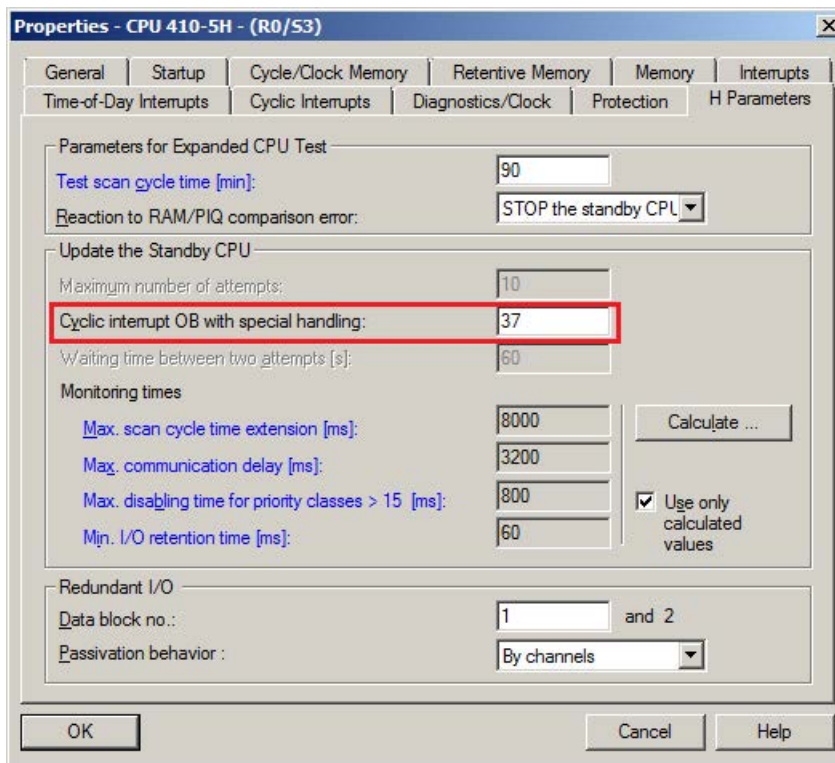 Properties - CPU 410-5H - (R0/S3)
General Startup Cycle/Clock Memory Retentive Memory Memory Interrupts
Time-of-Day Interrupts Cyclic Interrupts Diagnostics/Clock Protection H Parameters
Parameters for Expanded CPU Test
Test scan cycle time [min]: 90
Reaction to RAM/PIQ comparison error: STOP the standby CPU
Update the Standby CPU
Maximum number of attempts: 10
Cyclic interrupt OB with special handling: 37
Waiting time between two attempts [s]: 60
Monitoring times
Max. scan cycle time extension [ms]: 8000 Calculate ...
Max. communication delay [ms]: 3200
Max. disabling time for priority classes > 15 [ms]: 800 Use only
calculated
values
Min. I/O retention time [ms]: 60
Redundant I/O
Data block no.: 1 and 2
Passivation behavior : By channels
OK Cancel Help